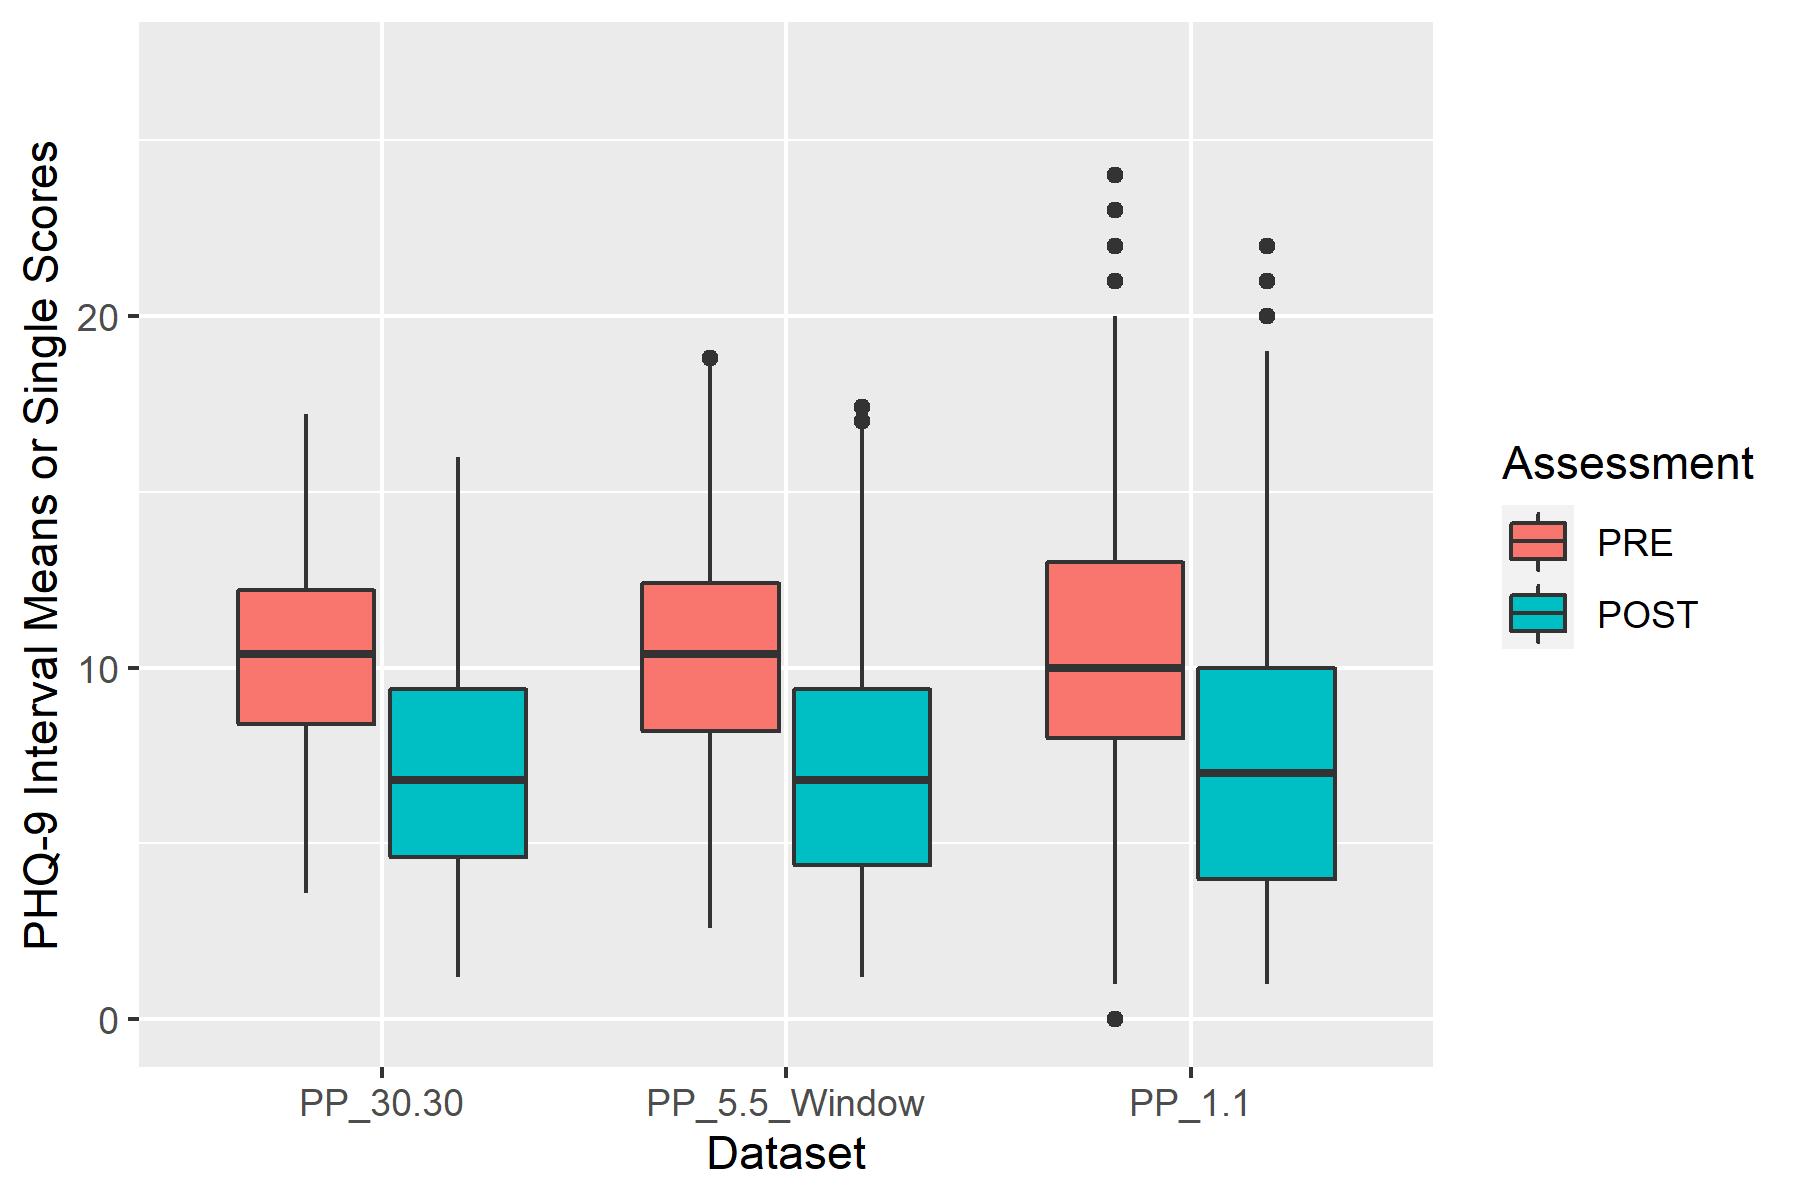 PHQ-9 Interval Means or Single Scores
20
10
0
PP_30.30
PP_5.5_Window
PP_1.1
Dataset
Assessment
PRE
POST